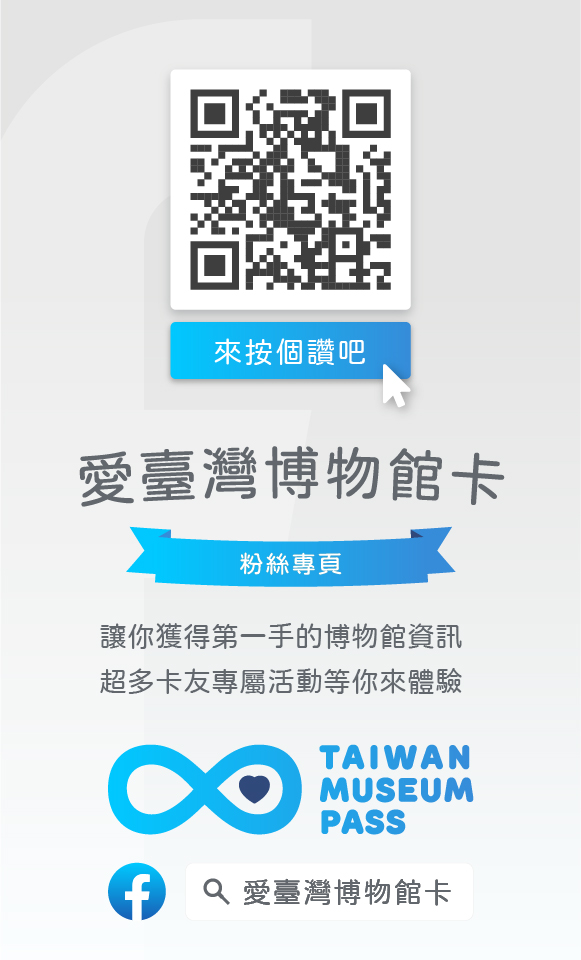 來按個讚吧
愛臺灣博物館卡
粉絲專頁
讓你獲得第一手的博物館資訊
超多卡友專屬活動等你來體驗
TAIWAN
MUSEUM
PASS
愛臺灣博物館卡